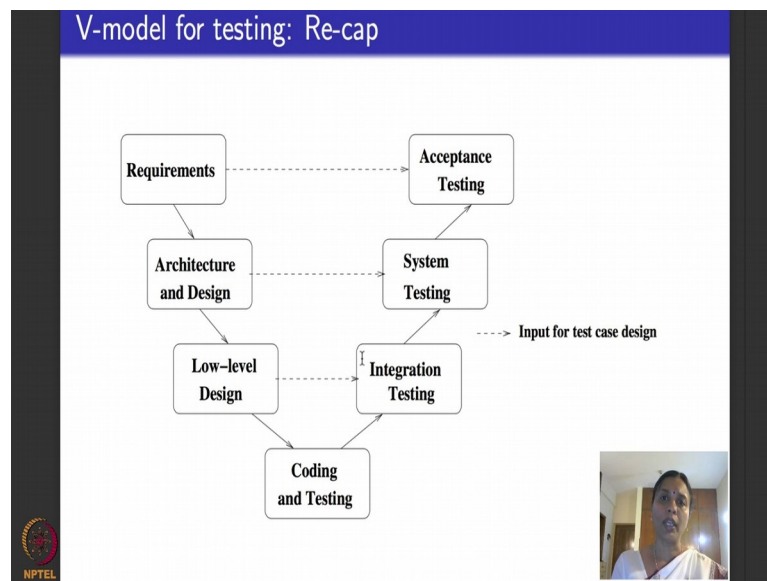 V-model for testing: Re-cap
Requirements
Acceptance
Testing
Architecture
and Design
System
Testing
Input for test case design
Low-level
Design
Integration
Testing
Coding
and Testing
NPTEL